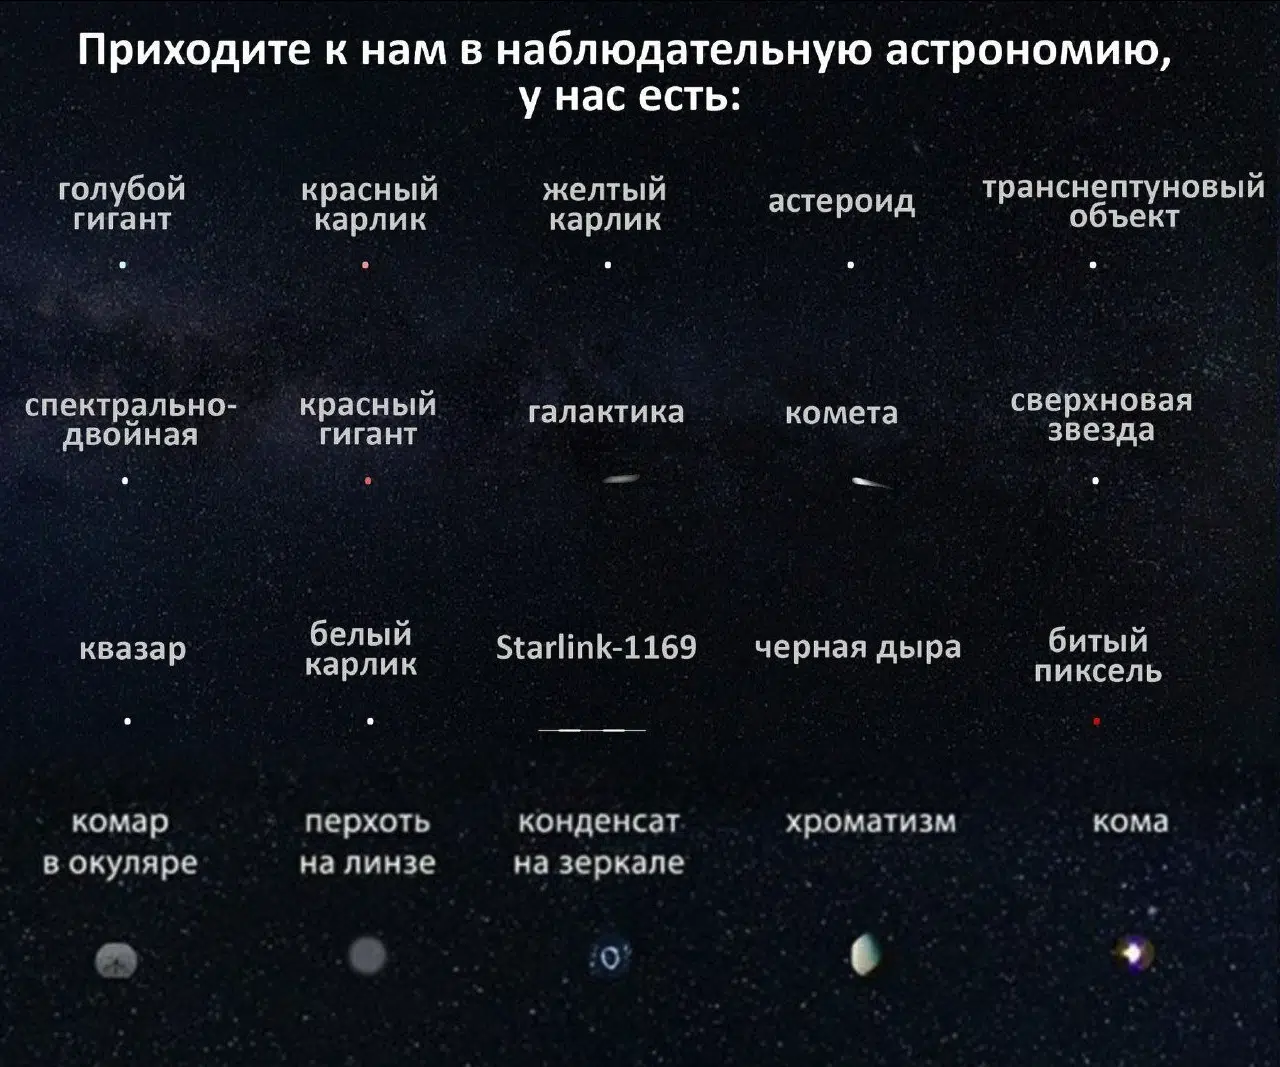 Приходите к нам в наблюдательную астрономию,
у нас есть:
голубой
гигант
красный
карлик
желтый
карлик
астероид
транснептуновый
объект
спектрально-
двойная
красный
гигант
галактика
комета
сверхновая
звезда
квазар
белый
карлик
Starlink-1169
черная дыра
битый
пиксель
комар
в окуляре
перхоть
на линзе
конденсат
на зеркале
хроматизм
кома